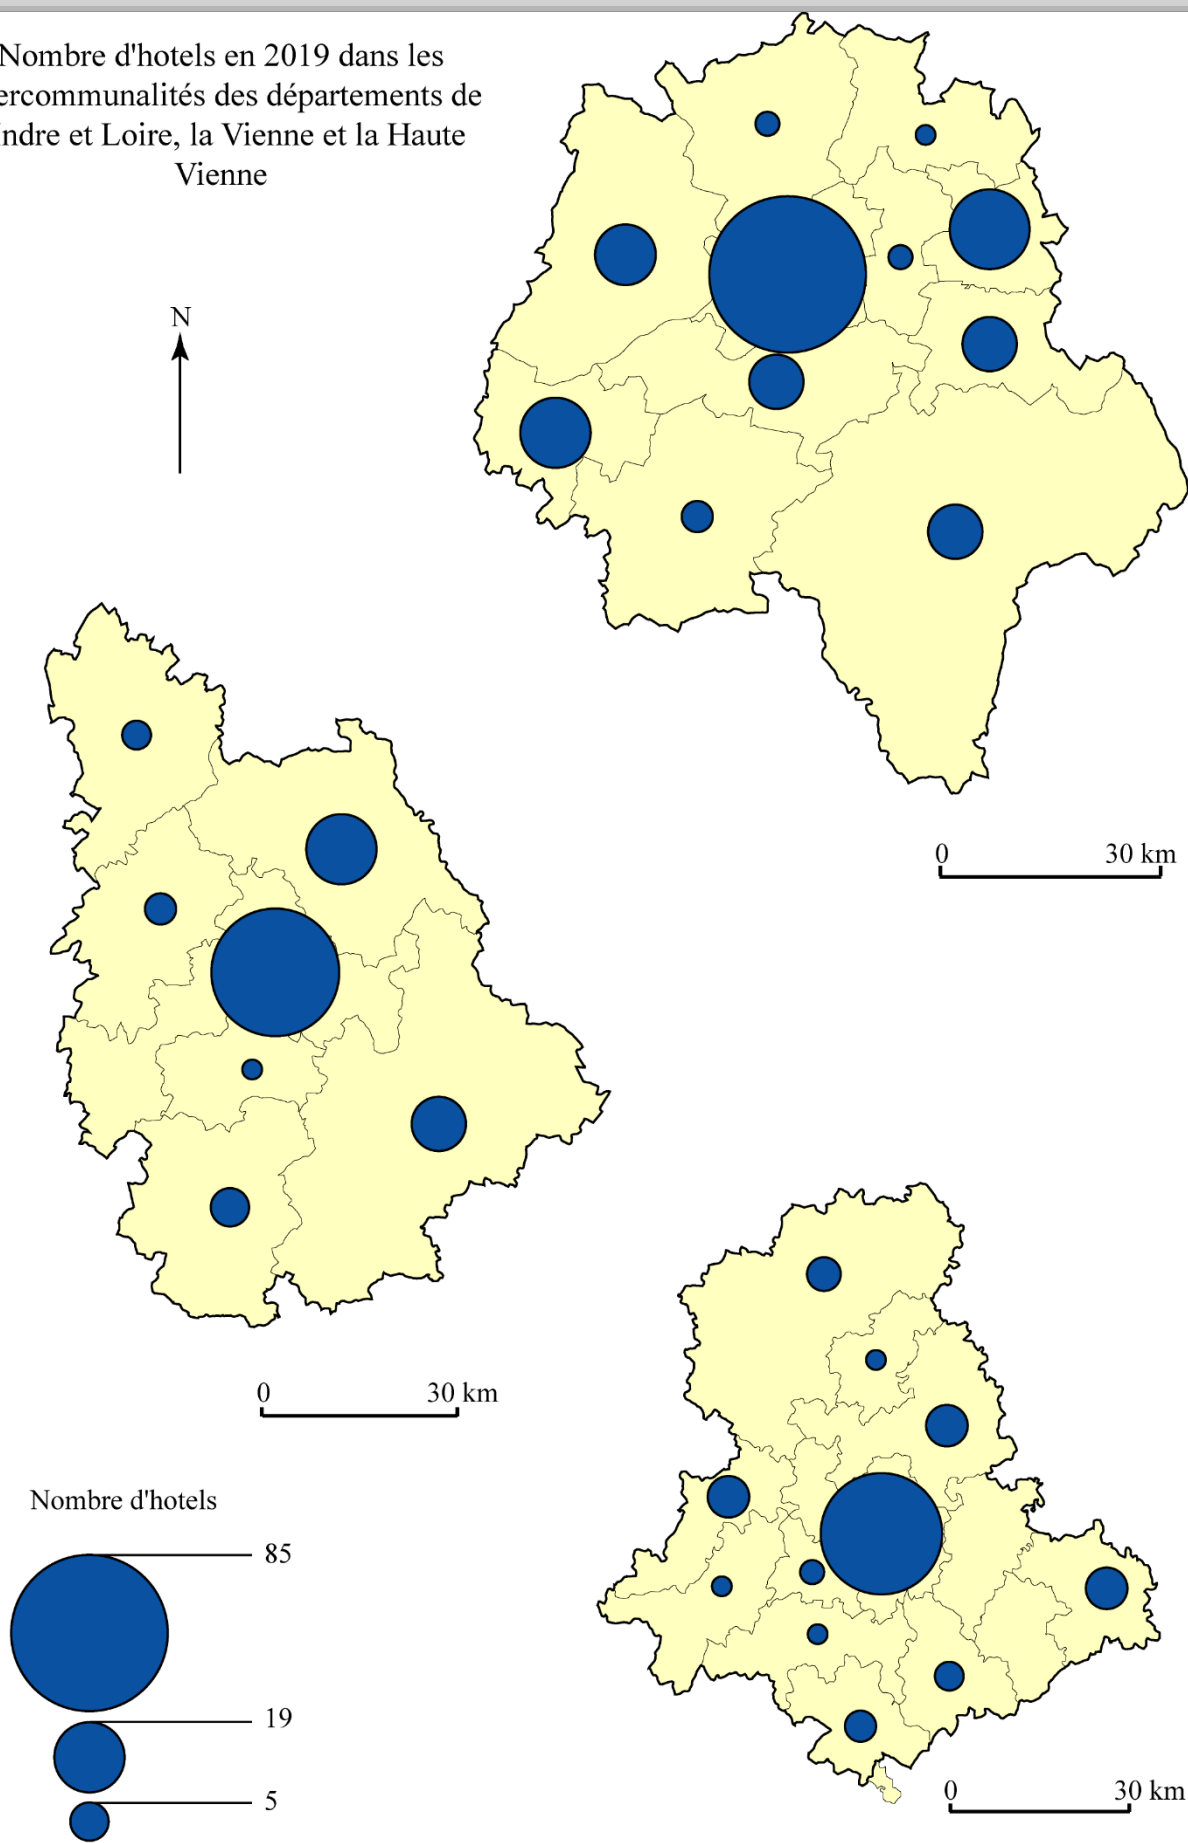 Nombre d'hotels en 2019 dans les
ercommunalités des départements de
ndre et Loire, la Vienne et la Haute
Vienne
N
0 30 km
0 30 km
Nombre d'hotels
85
19
5
0 30 km